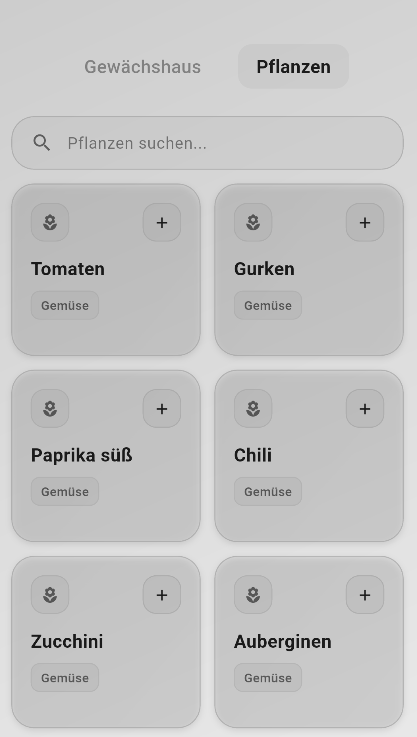 Gewächshaus Pflanzen
Pflanzen suchen...
Tomaten Gurken
Gemüse Gemüse
Paprika süß Chili
Gemüse Gemüse
Zucchini Auberginen
Gemüse Gemüse